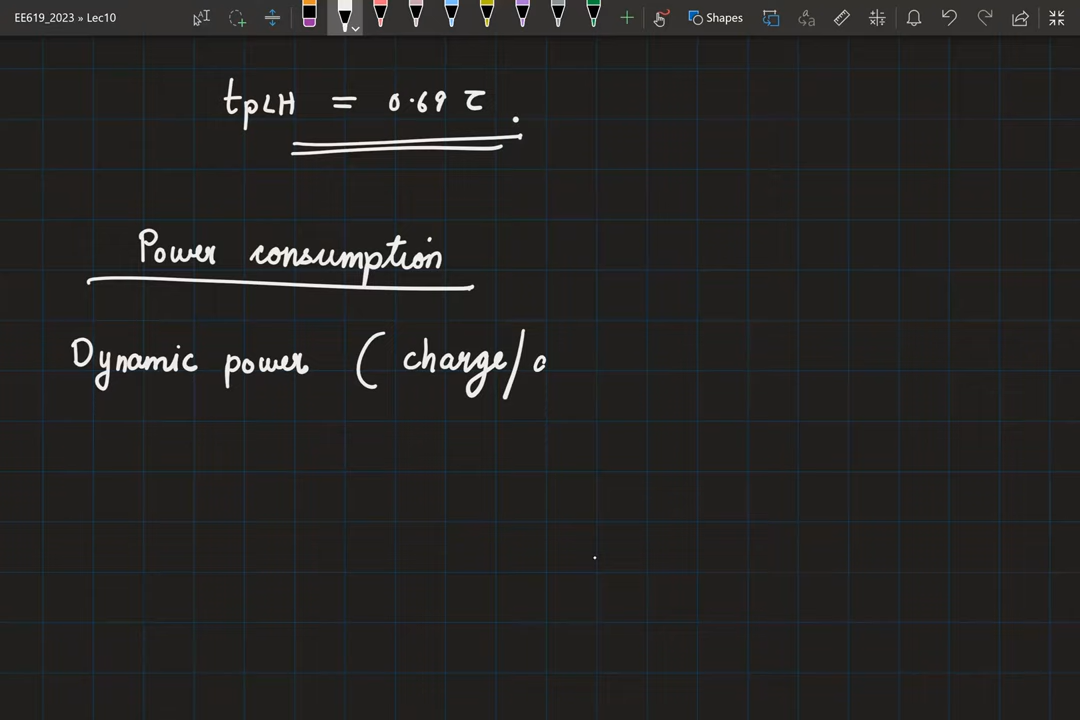 EE619_2023 » Lec10
Shapes
tpLH = 0.69 τ .
Power consumption
Dynamic power ( charge/